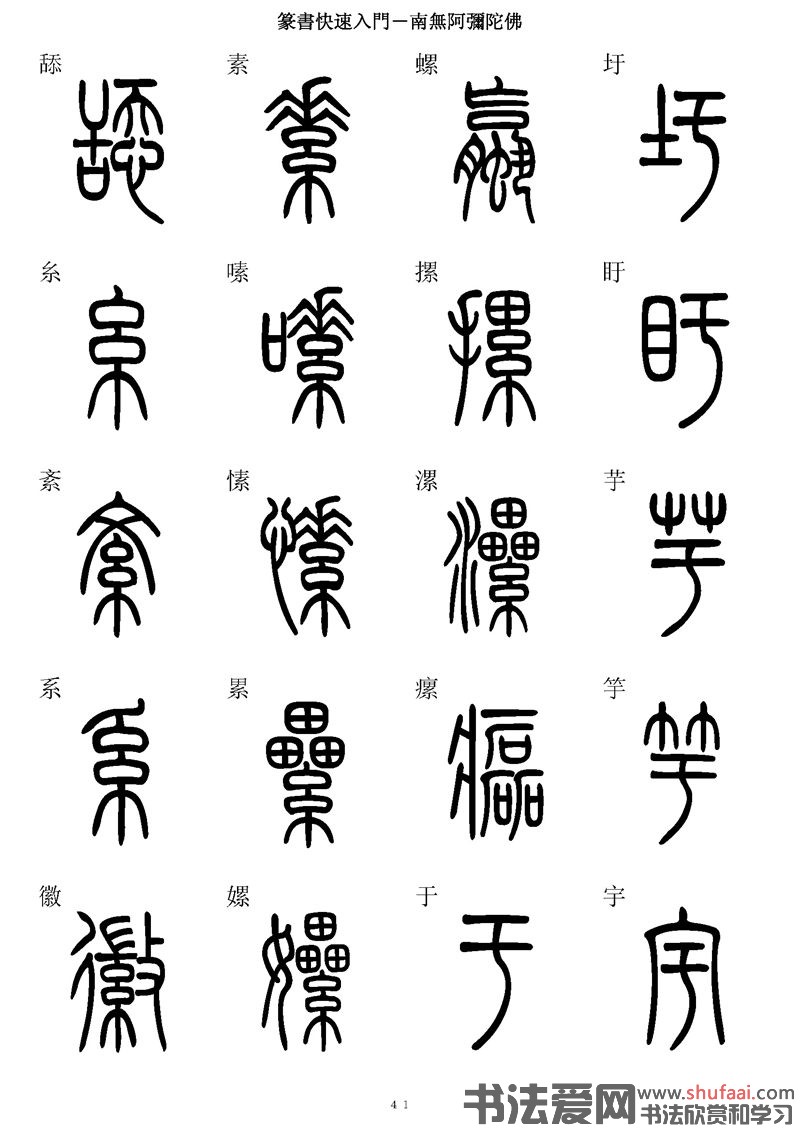 篆書快速入門－南無阿彌陀佛
舔 素 螺 圩
糸 嗉 摞 盱
紊 愫 漯 芋
系 累 瘰 竽
徽 嫘 于 宇
41
书法爱网 www.shufaai.com
书法欣赏和学习